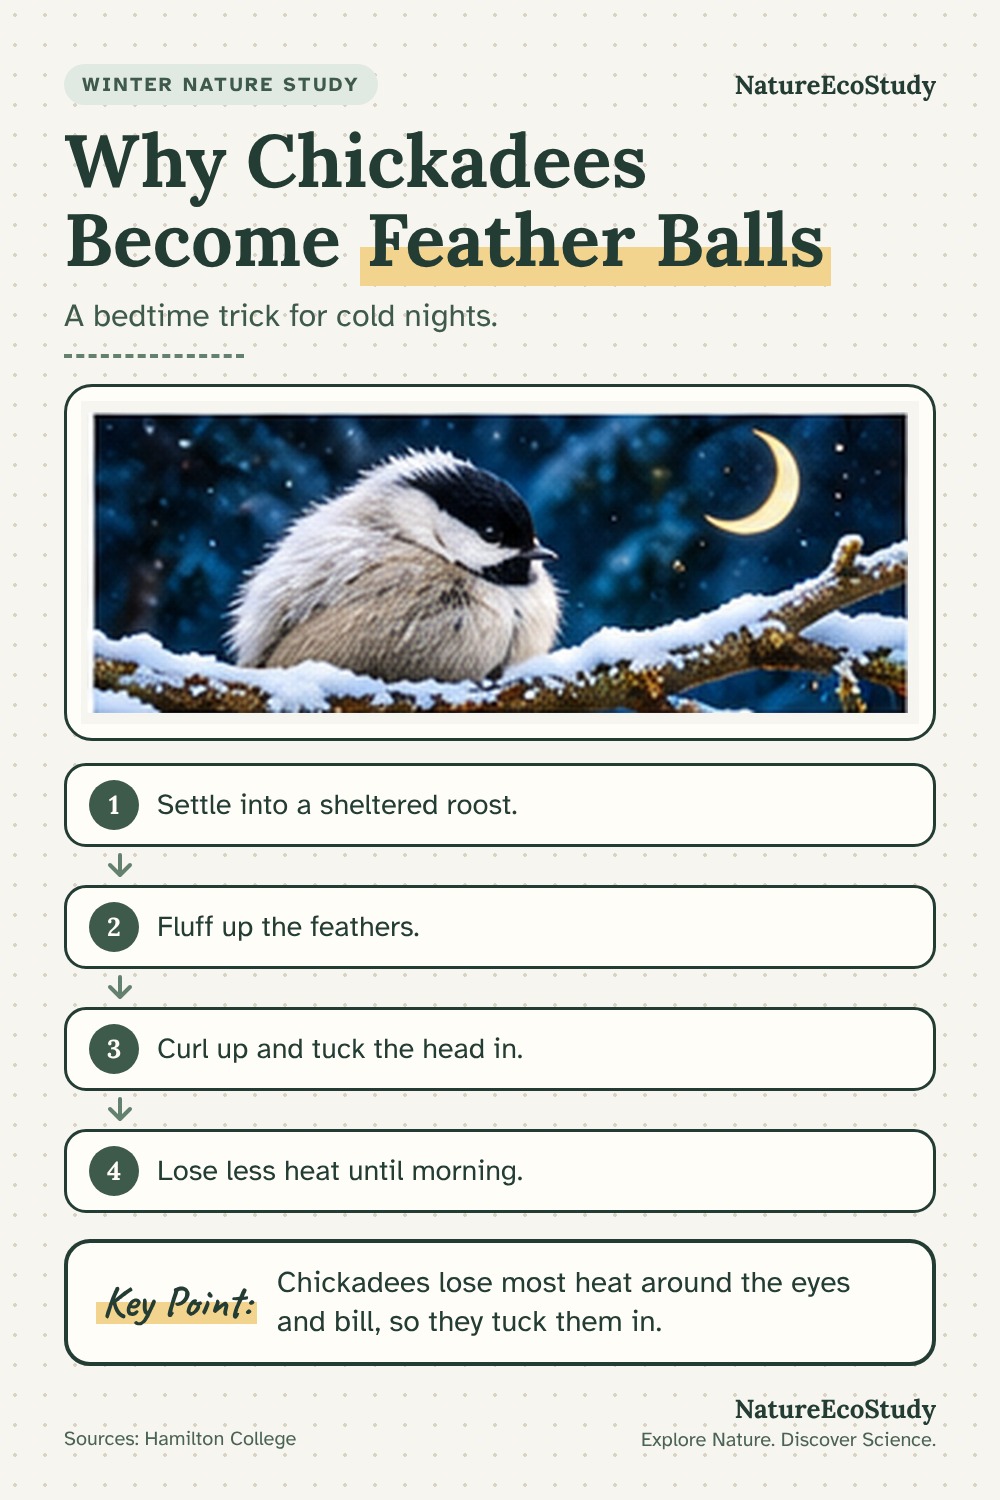 WINTER NATURE STUDY
NatureEcoStudy
Why Chickadees
Become Feather Balls
A bedtime trick for cold nights.
1 Settle into a sheltered roost.
2 Fluff up the feathers.
3 Curl up and tuck the head in.
4 Lose less heat until morning.
Key Point:
Chickadees lose most heat around the eyes
and bill, so they tuck them in.
Sources: Hamilton College
NatureEcoStudy
Explore Nature. Discover Science.